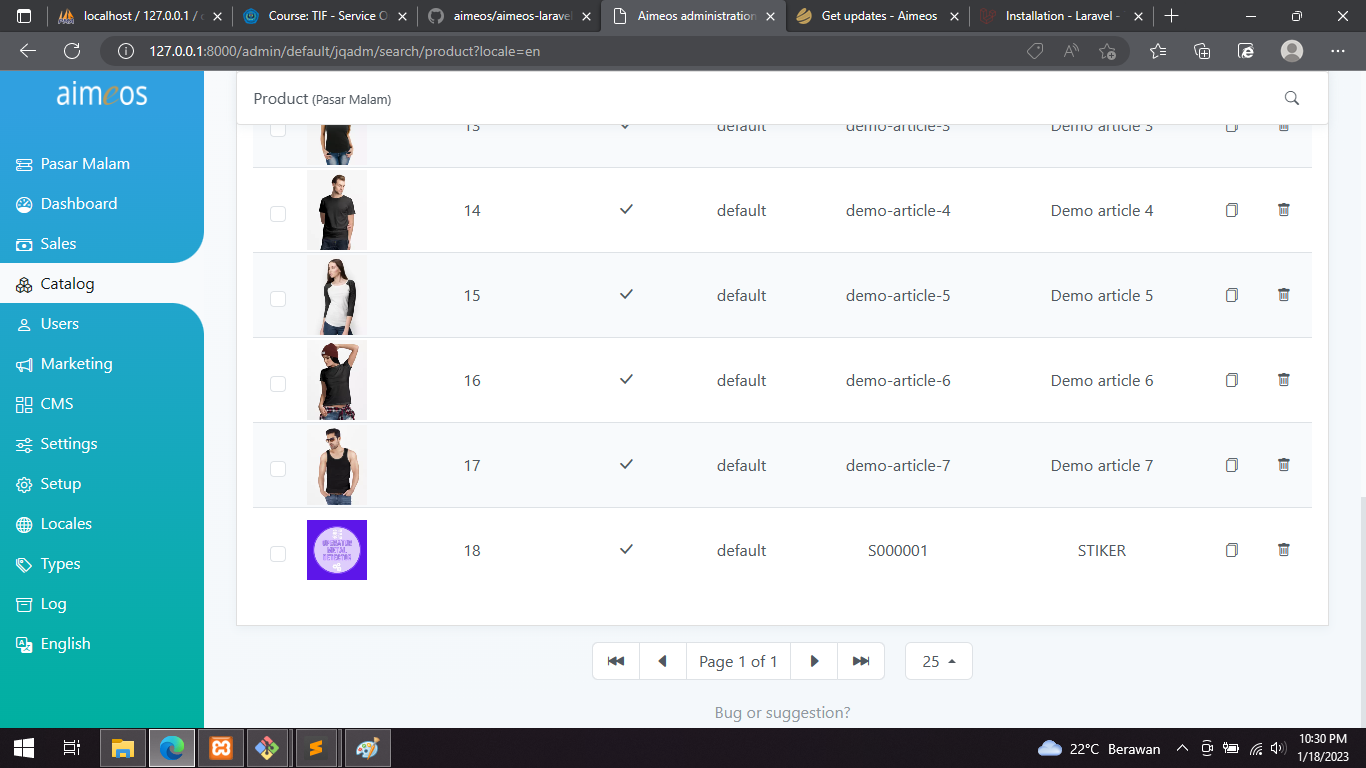 localhost / 127.0.0.1 /
Course: TIF - Service O
aimeos/aimeos-laravel
Aimeos administration
Get updates - Aimeos
Installation - Laravel -
127.0.0.1:8000/admin/default/jqadm/search/product?locale=en
aimeos
Product (Pasar Malam)
13 default demo-article-3 Demo article 3
Pasar Malam
Dashboard
14 default demo-article-4 Demo article 4
Sales
Catalog
15 default demo-article-5 Demo article 5
Users
Marketing
16 default demo-article-6 Demo article 6
CMS
Settings
17 default demo-article-7 Demo article 7
Setup
Locales
18 default S000001 STIKER
Types
Log
English
Page 1 of 1
25
Bug or suggestion?
22°C Berawan
10:30 PM
1/18/2023